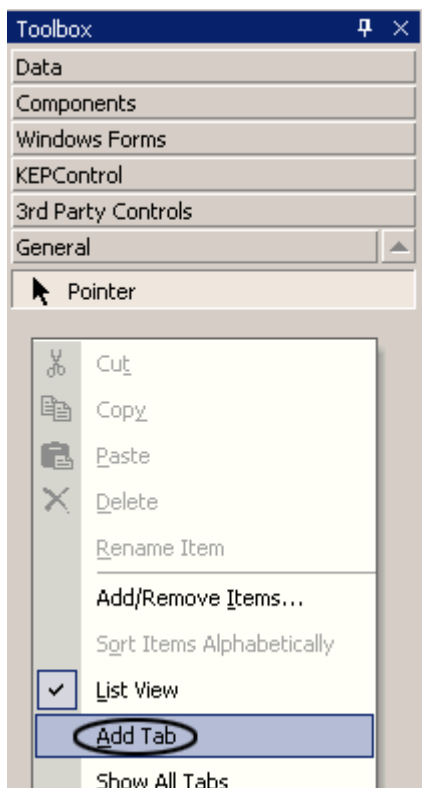 Toolbox
Data
Components
Windows Forms
KEPControl
3rd Party Controls
General
Pointer
Cut
Copy
Paste
Delete
Rename Item
Add/Remove Items...
Sort Items Alphabetically
List View
Add Tab
Show All Tabs